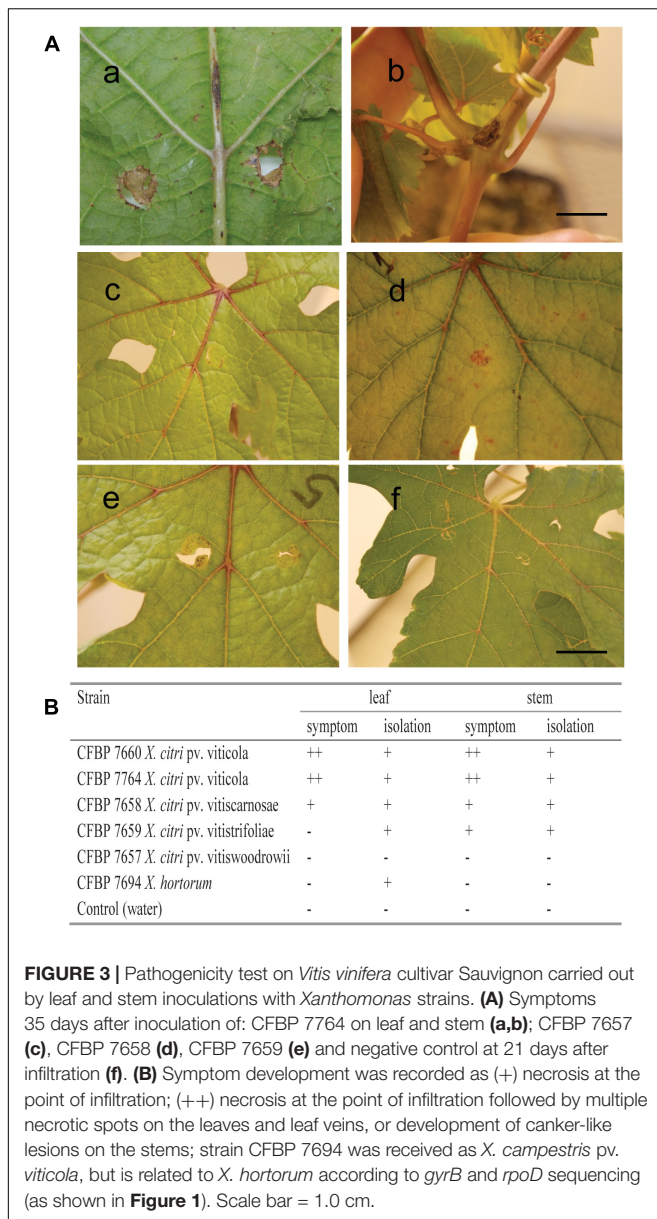 A
a
b
c
d
e
f
B
Strain leaf stem
symptom isolation symptom isolation
CFBP 7660 X. citri pv. viticola ++ + ++ +
CFBP 7764 X. citri pv. viticola ++ + ++ +
CFBP 7658 X. citri pv. vitiscarnosae + + + +
CFBP 7659 X. citri pv. vitistrifoliae - + + +
CFBP 7657 X. citri pv. vitiswoodrowii - - - -
CFBP 7694 X. hortorum - + - -
Control (water) - - - -
FIGURE 3 | Pathogenicity test on Vitis vinifera cultivar Sauvignon carried out
by leaf and stem inoculations with Xanthomonas strains. (A) Symptoms
35 days after inoculation of: CFBP 7764 on leaf and stem (a,b); CFBP 7657
(c), CFBP 7658 (d), CFBP 7659 (e) and negative control at 21 days after
infiltration (f). (B) Symptom development was recorded as (+) necrosis at the
point of infiltration; (++) necrosis at the point of infiltration followed by multiple
necrotic spots on the leaves and leaf veins, or development of canker-like
lesions on the stems; strain CFBP 7694 was received as X. campestris pv.
viticola, but is related to X. hortorum according to gyrB and rpoD sequencing
(as shown in Figure 1). Scale bar = 1.0 cm.